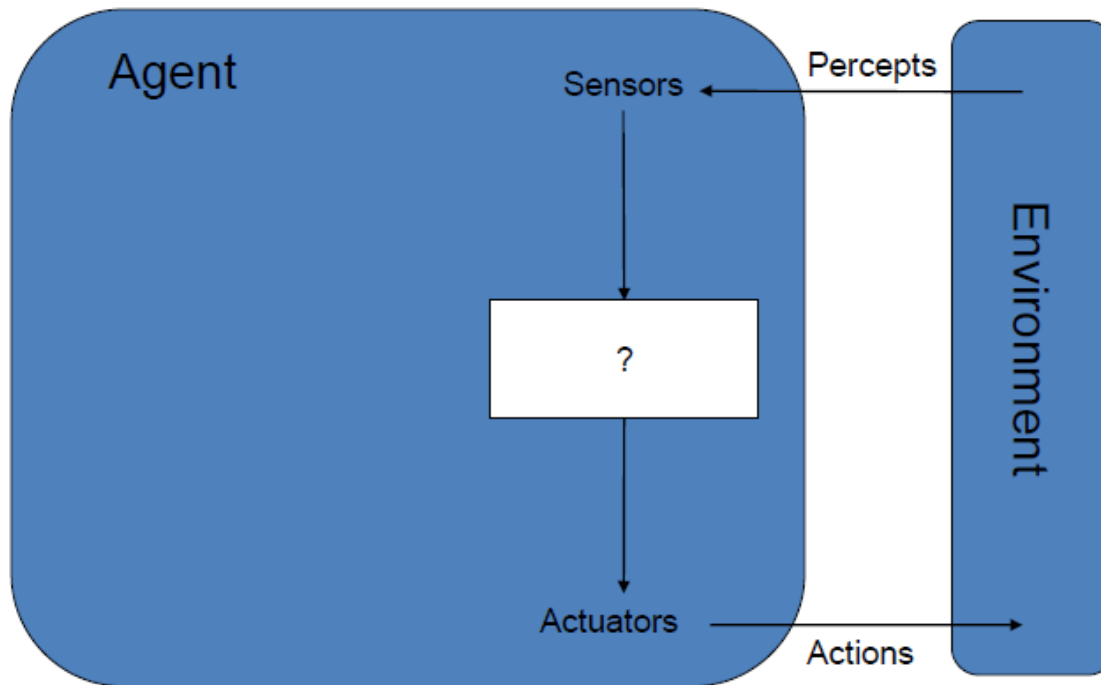 Agent
Sensors
Percepts
Environment
?
Actuators
Actions